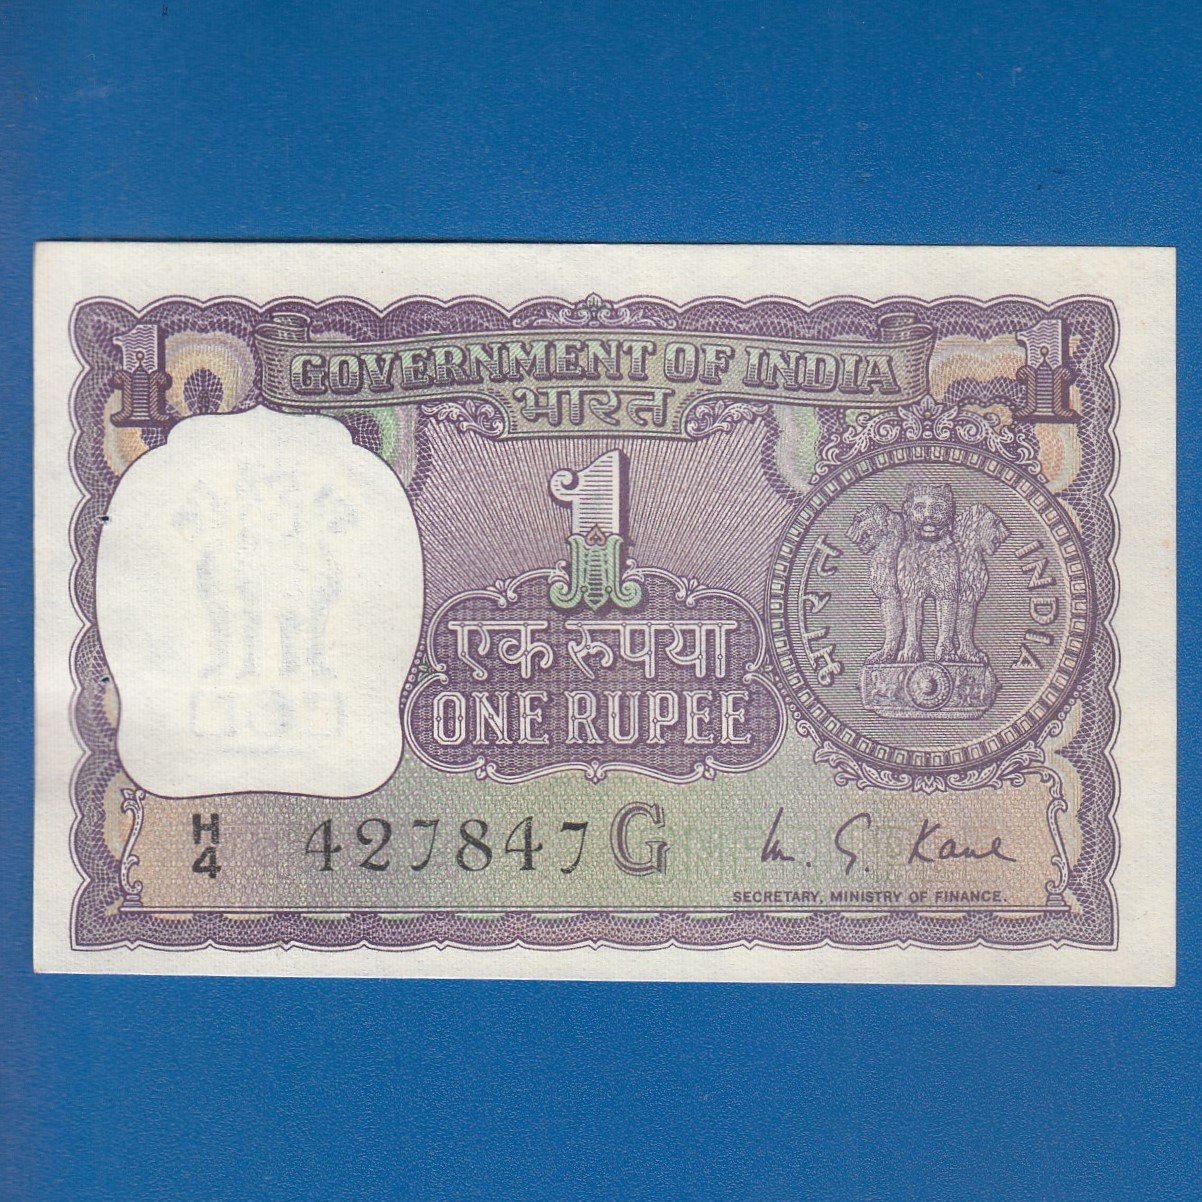 1 1
GOVERNMENT OF INDIA
भारत
1
भारत INDIA
एक रुपया
ONE RUPEE
H/4 427847 G
M. G. Kaul
SECRETARY, MINISTRY OF FINANCE.